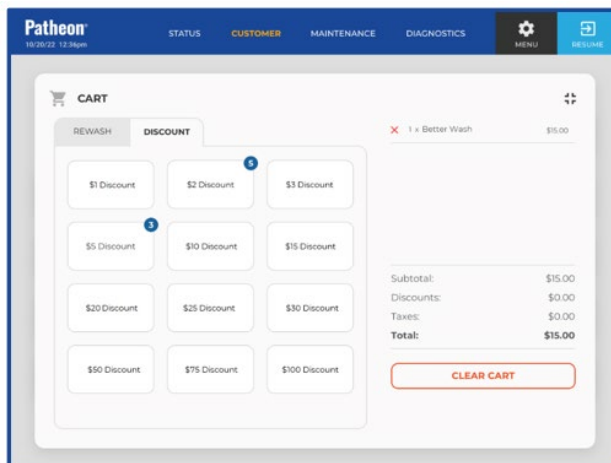 Patheon®
10/20/22 12:36pm
STATUS
CUSTOMER
MAINTENANCE
DIAGNOSTICS
MENU
RESUME
CART
REWASH
DISCOUNT
$1 Discount
$2 Discount
5
$3 Discount
$5 Discount
3
$10 Discount
$15 Discount
$20 Discount
$25 Discount
$30 Discount
$50 Discount
$75 Discount
$100 Discount
1 x Better Wash $15.00
Subtotal: $15.00
Discounts: $0.00
Taxes: $0.00
Total: $15.00
CLEAR CART